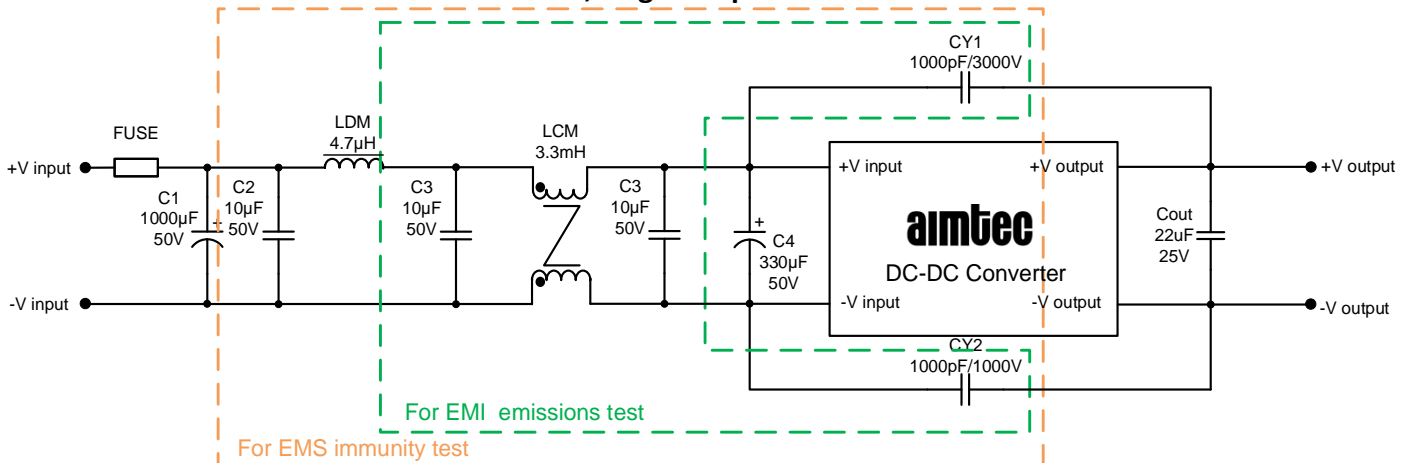 CY1
1000pF/3000V
FUSE
LDM
4.7µH
LCM
3.3mH
+V input
C1
1000µF
50V
+
C2
10µF
50V
C3
10µF
50V
C3
10µF
50V
+
C4
330µF
50V
+V input
+V output
aimtec
DC-DC Converter
-V input
-V output
Cout
22uF
25V
+V output
-V input
-V output
CY2
1000pF/1000V
For EMI emissions test
For EMS immunity test